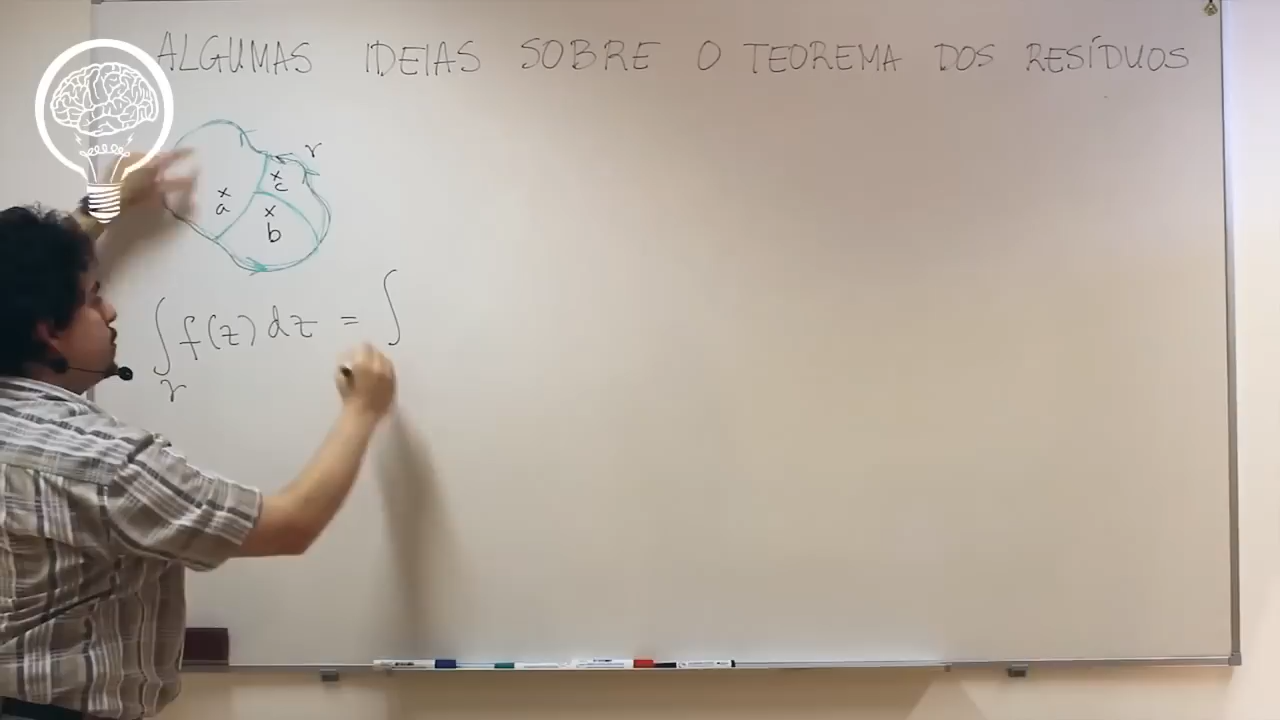 ALGUMAS IDEIAS SOBRE O TEOREMA DOS RESÍDUOS
γ
x x
a c
x
b
∫ f(z) dz = ∫
γ